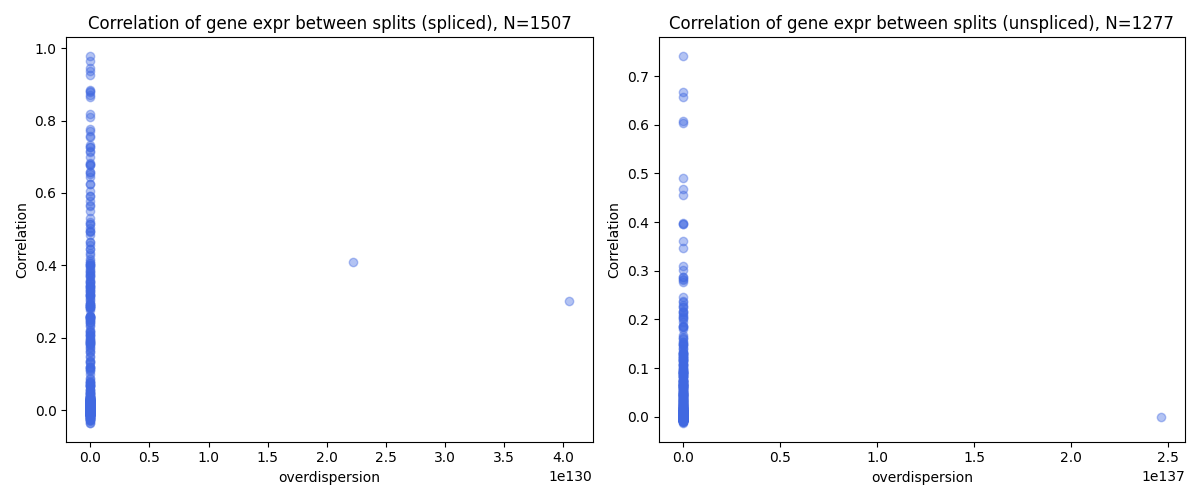 Correlation of gene expr between splits (spliced), N=1507
1.0
0.8
0.6
0.4
0.2
0.0
Correlation
0.0 0.5 1.0 1.5 2.0 2.5 3.0 3.5 4.0
1e130
overdispersion
Correlation of gene expr between splits (unspliced), N=1277
0.7
0.6
0.5
0.4
0.3
0.2
0.1
0.0
Correlation
0.0 0.5 1.0 1.5 2.0 2.5
1e137
overdispersion